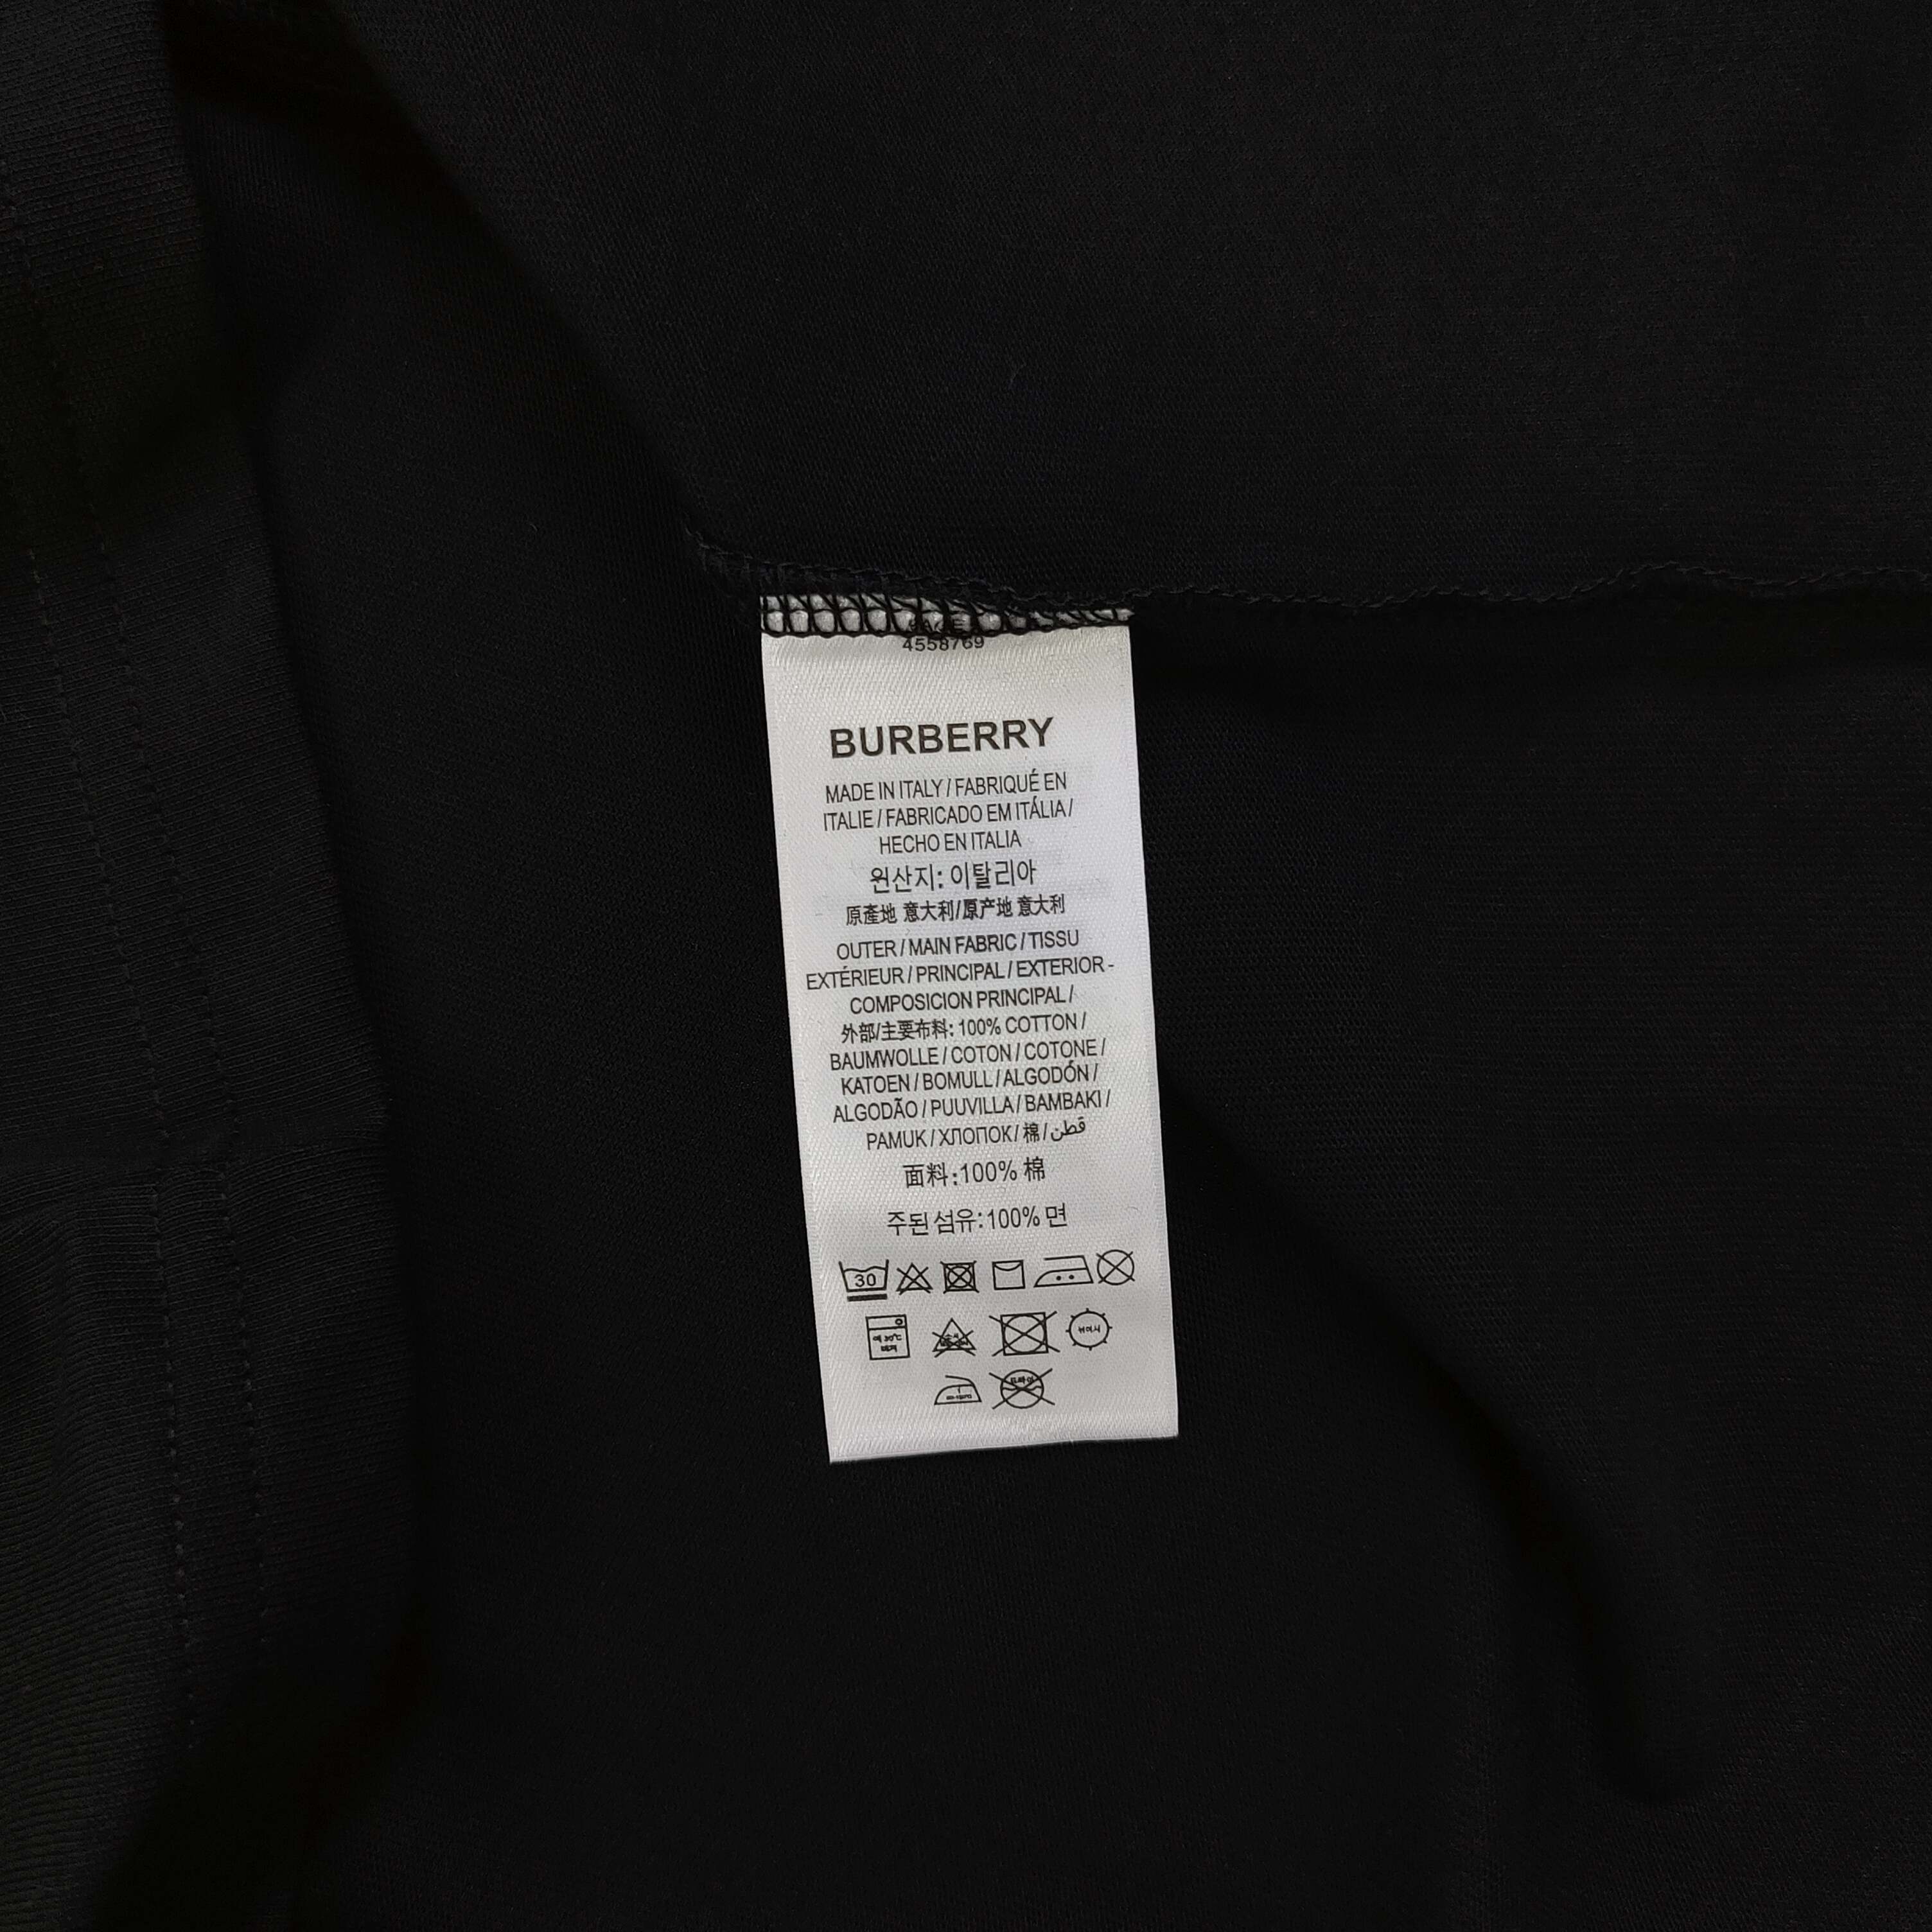 4558769
BURBERRY
MADE IN ITALY / FABRIQUÉ EN
ITALIE / FABRICADO EM ITÁLIA /
HECHO EN ITALIA
원산지: 이탈리아
原產地 意大利/原产地 意大利
OUTER / MAIN FABRIC / TISSU
EXTÉRIEUR / PRINCIPAL / EXTERIOR -
COMPOSICION PRINCIPAL /
外部/主要布料: 100% COTTON /
BAUMWOLLE / COTON / COTONE /
KATOEN / BOMULL / ALGODÓN /
ALGODÃO / PUUVILLA / BAMBAKI /
PAMUK / ХЛОПОК / 棉 / قطن
面料:100% 棉
주된 섬유:100% 면
30